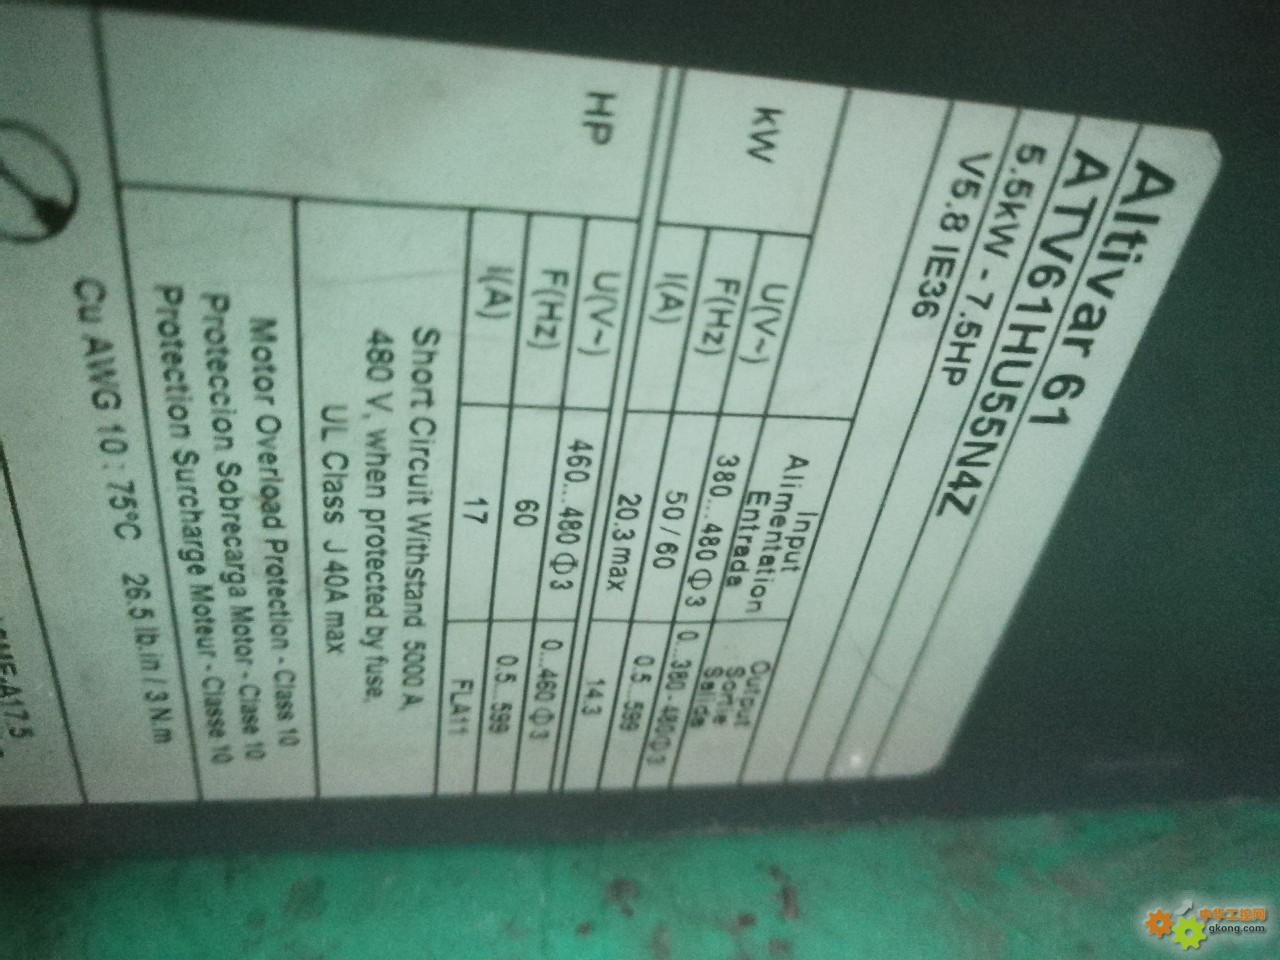 Altivar 61
ATV61HU55N4Z
5.5kW - 7.5HP
V5.8 IE36
Input Output
Alimentation Sortie
Entrada Salida
kW U(V~) 380...480 Φ 3 0...380 - 480 Φ 3
F(Hz) 50 / 60 0.5...599
I(A) 20.3 max 14.3
HP U(V~) 460...480 Φ 3 0...460 Φ 3
F(Hz) 60 0.5...599
I(A) 17 FLA11
Short Circuit Withstand 5000 A,
480 V, when protected by fuse,
UL Class J 40A max
Motor Overload Protection - Class 10
Proteccion Sobrecarga Motor - Clase 10
Protection Surcharge Moteur - Classe 10
Cu AWG 10 : 75°C 26.5 lb.in / 3 N.m
中华工控网
gkong.com